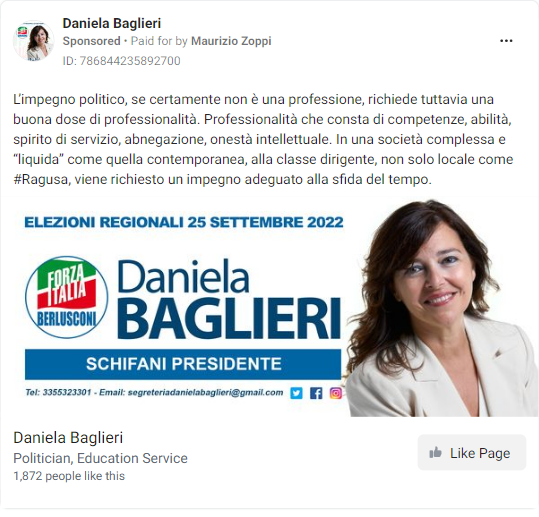 Daniela Baglieri
Sponsored • Paid for by Maurizio Zoppi
ID: 786844235892700
L'impegno politico, se certamente non è una professione, richiede tuttavia una
buona dose di professionalità. Professionalità che consta di competenze, abilità,
spirito di servizio, abnegazione, onestà intellettuale. In una società complessa e
“liquida” come quella contemporanea, alla classe dirigente, non solo locale come
#Ragusa, viene richiesto un impegno adeguato alla sfida del tempo.
ELEZIONI REGIONALI 25 SETTEMBRE 2022
FORZA
ITALIA
BERLUSCONI
Daniela
BAGLIERI
SCHIFANI PRESIDENTE
Tel: 3355323301 - Email: segreteriadanielabaglieri@gmail.com
Daniela Baglieri
Politician, Education Service
1,872 people like this
Like Page